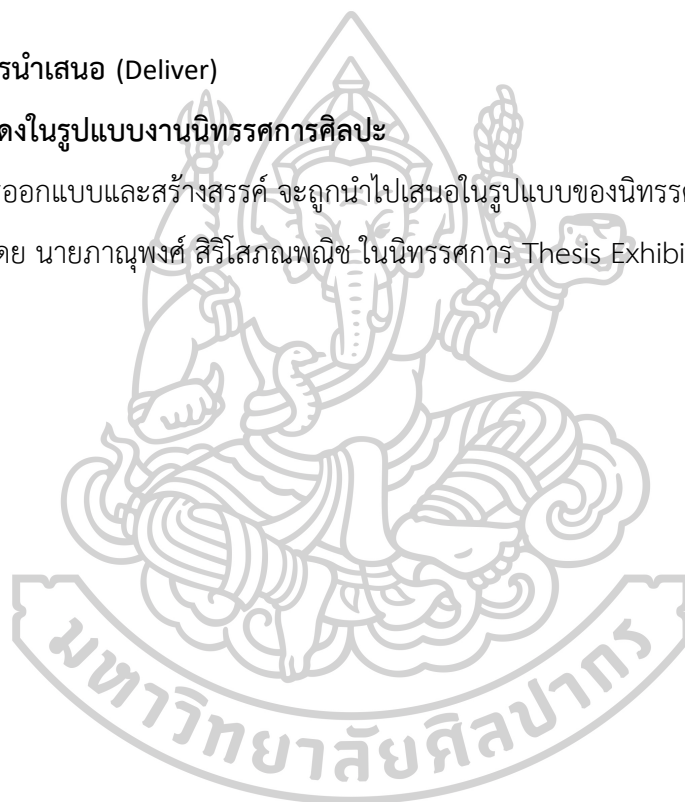 รนำเสนอ (Deliver)
ดงในรูปแบบงานนิทรรศการศิลปะ
รออกแบบและสร้างสรรค์ จะถูกนำไปเสนอในรูปแบบของนิทรรศ
ดย นายภาณุพงศ์ สิริโสภณพณิช ในนิทรรศการ Thesis Exhibi
มหาวิทยาลัยศิลปากร